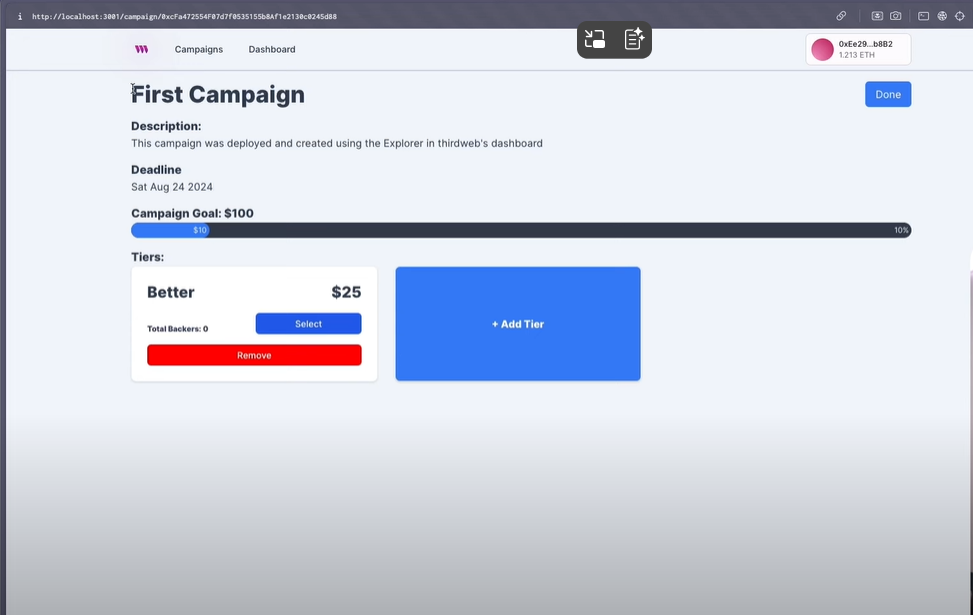 http://localhost:3001/campaign/0xcFa472554F07d7f0535155b8Af1e2130c0245d88
Campaigns
Dashboard
0xEe29...b8B2
1.213 ETH
First Campaign
Done
Description:
This campaign was deployed and created using the Explorer in thirdweb's dashboard
Deadline
Sat Aug 24 2024
Campaign Goal: $100
$10
10%
Tiers:
Better
$25
Total Backers: 0
Select
Remove
+ Add Tier